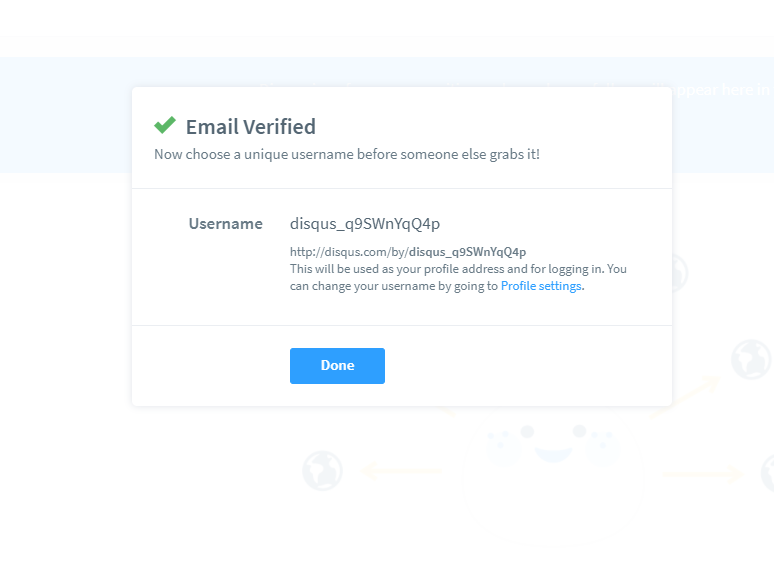 ppear here in
Email Verified
Now choose a unique username before someone else grabs it!
Username
disqus_q9SWnYqQ4p
http://disqus.com/by/disqus_q9SWnYqQ4p
This will be used as your profile address and for logging in. You
can change your username by going to Profile settings.
Done